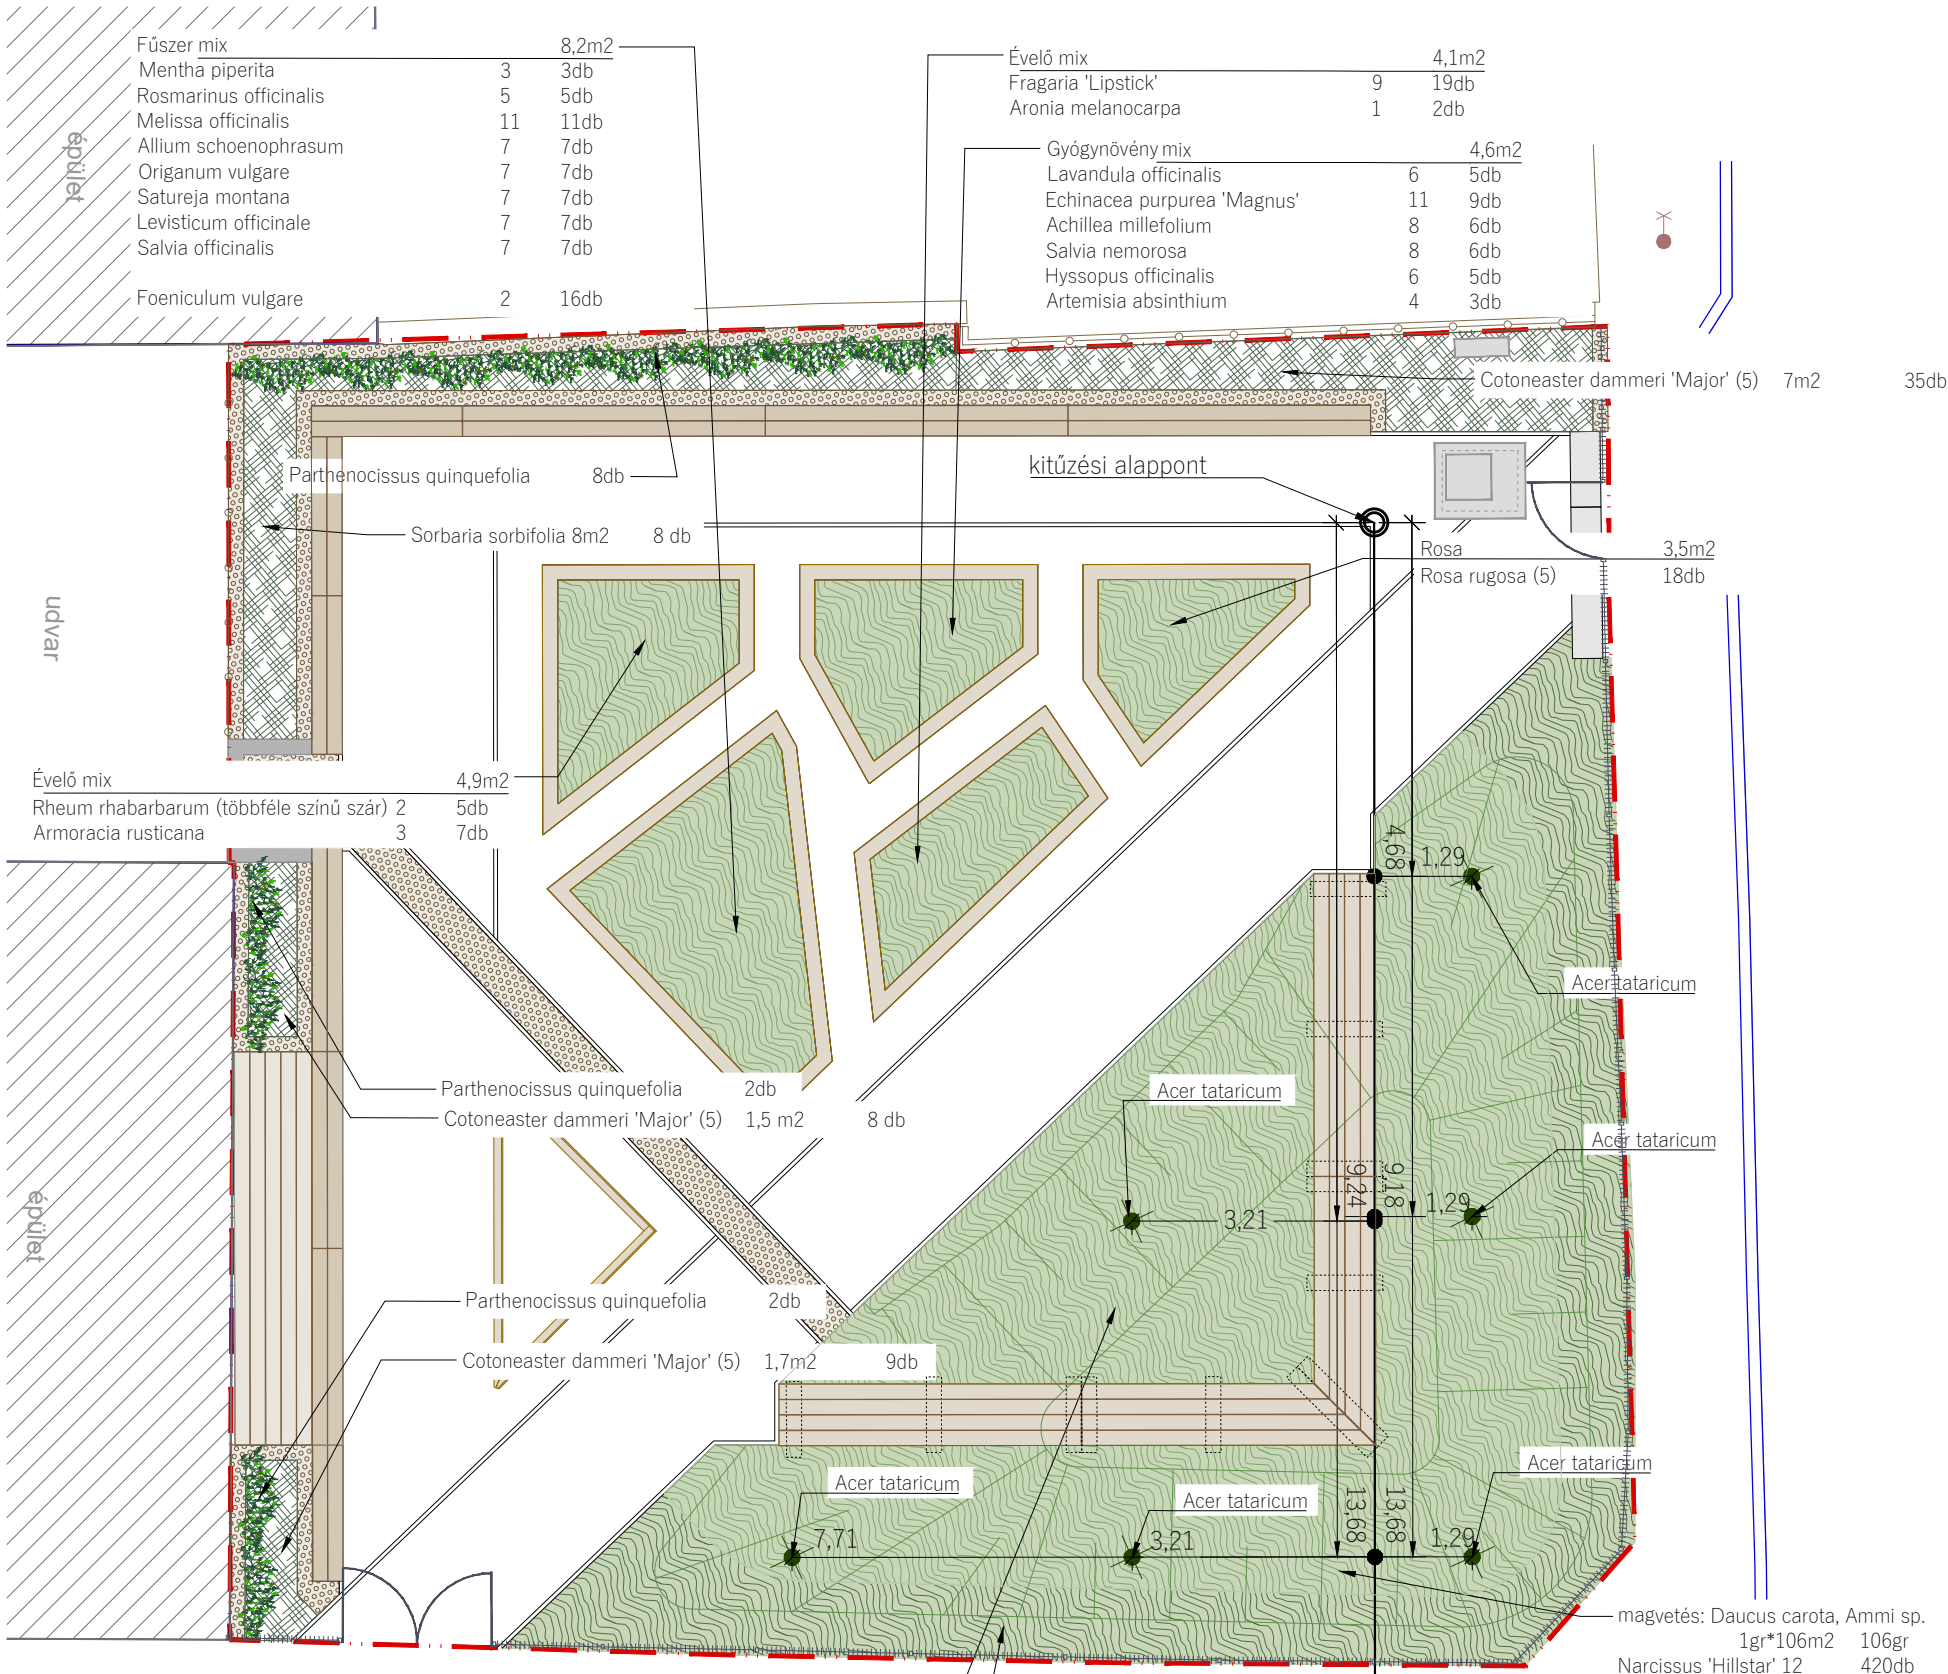 Fűszer mix 8,2m2
Mentha piperita 3 3db
Rosmarinus officinalis 5 5db
Melissa officinalis 11 11db
Allium schoenophrasum 7 7db
Origanum vulgare 7 7db
Satureja montana 7 7db
Levisticum officinale 7 7db
Salvia officinalis 7 7db
Foeniculum vulgare 2 16db
Évelő mix 4,1m2
Fragaria 'Lipstick' 9 19db
Aronia melanocarpa 1 2db
Gyógynövény mix 4,6m2
Lavandula officinalis 6 5db
Echinacea purpurea 'Magnus' 11 9db
Achillea millefolium 8 6db
Salvia nemorosa 8 6db
Hyssopus officinalis 6 5db
Artemisia absinthium 4 3db
épület
Cotoneaster dammeri 'Major' (5) 7m2 35db
Parthenocissus quinquefolia 8db
kitűzési alappont
Sorbaria sorbifolia 8m2 8 db
Rosa 3,5m2
Rosa rugosa (5) 18db
udvar
Évelő mix 4,9m2
Rheum rhabarbarum (többféle színű szár) 2 5db
Armoracia rusticana 3 7db
4,68
1,29
Acer tataricum
Parthenocissus quinquefolia 2db
Cotoneaster dammeri 'Major' (5) 1,5 m2 8 db
Acer tataricum
Acer tataricum
9,24
9,18
1,29
3,21
épület
Parthenocissus quinquefolia 2db
Cotoneaster dammeri 'Major' (5) 1,7m2 9db
Acer tataricum
Acer tataricum
Acer tataricum
13,68
13,68
7,71
3,21
1,29
magvetés: Daucus carota, Ammi sp.
1gr*106m2 106gr
Narcissus 'Hillstar' 12 420db